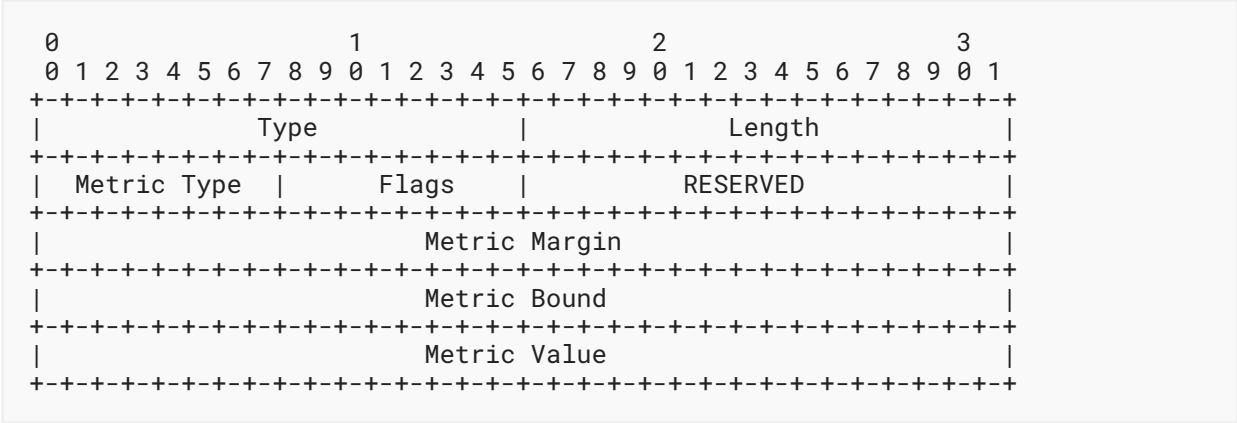 0                   1                   2                   3
 0 1 2 3 4 5 6 7 8 9 0 1 2 3 4 5 6 7 8 9 0 1 2 3 4 5 6 7 8 9 0 1
+-+-+-+-+-+-+-+-+-+-+-+-+-+-+-+-+-+-+-+-+-+-+-+-+-+-+-+-+-+-+-+-+
|              Type             |             Length            |
+-+-+-+-+-+-+-+-+-+-+-+-+-+-+-+-+-+-+-+-+-+-+-+-+-+-+-+-+-+-+-+-+
|  Metric Type  |      Flags    |          RESERVED             |
+-+-+-+-+-+-+-+-+-+-+-+-+-+-+-+-+-+-+-+-+-+-+-+-+-+-+-+-+-+-+-+-+
|                         Metric Margin                         |
+-+-+-+-+-+-+-+-+-+-+-+-+-+-+-+-+-+-+-+-+-+-+-+-+-+-+-+-+-+-+-+-+
|                         Metric Bound                          |
+-+-+-+-+-+-+-+-+-+-+-+-+-+-+-+-+-+-+-+-+-+-+-+-+-+-+-+-+-+-+-+-+
|                         Metric Value                          |
+-+-+-+-+-+-+-+-+-+-+-+-+-+-+-+-+-+-+-+-+-+-+-+-+-+-+-+-+-+-+-+-+